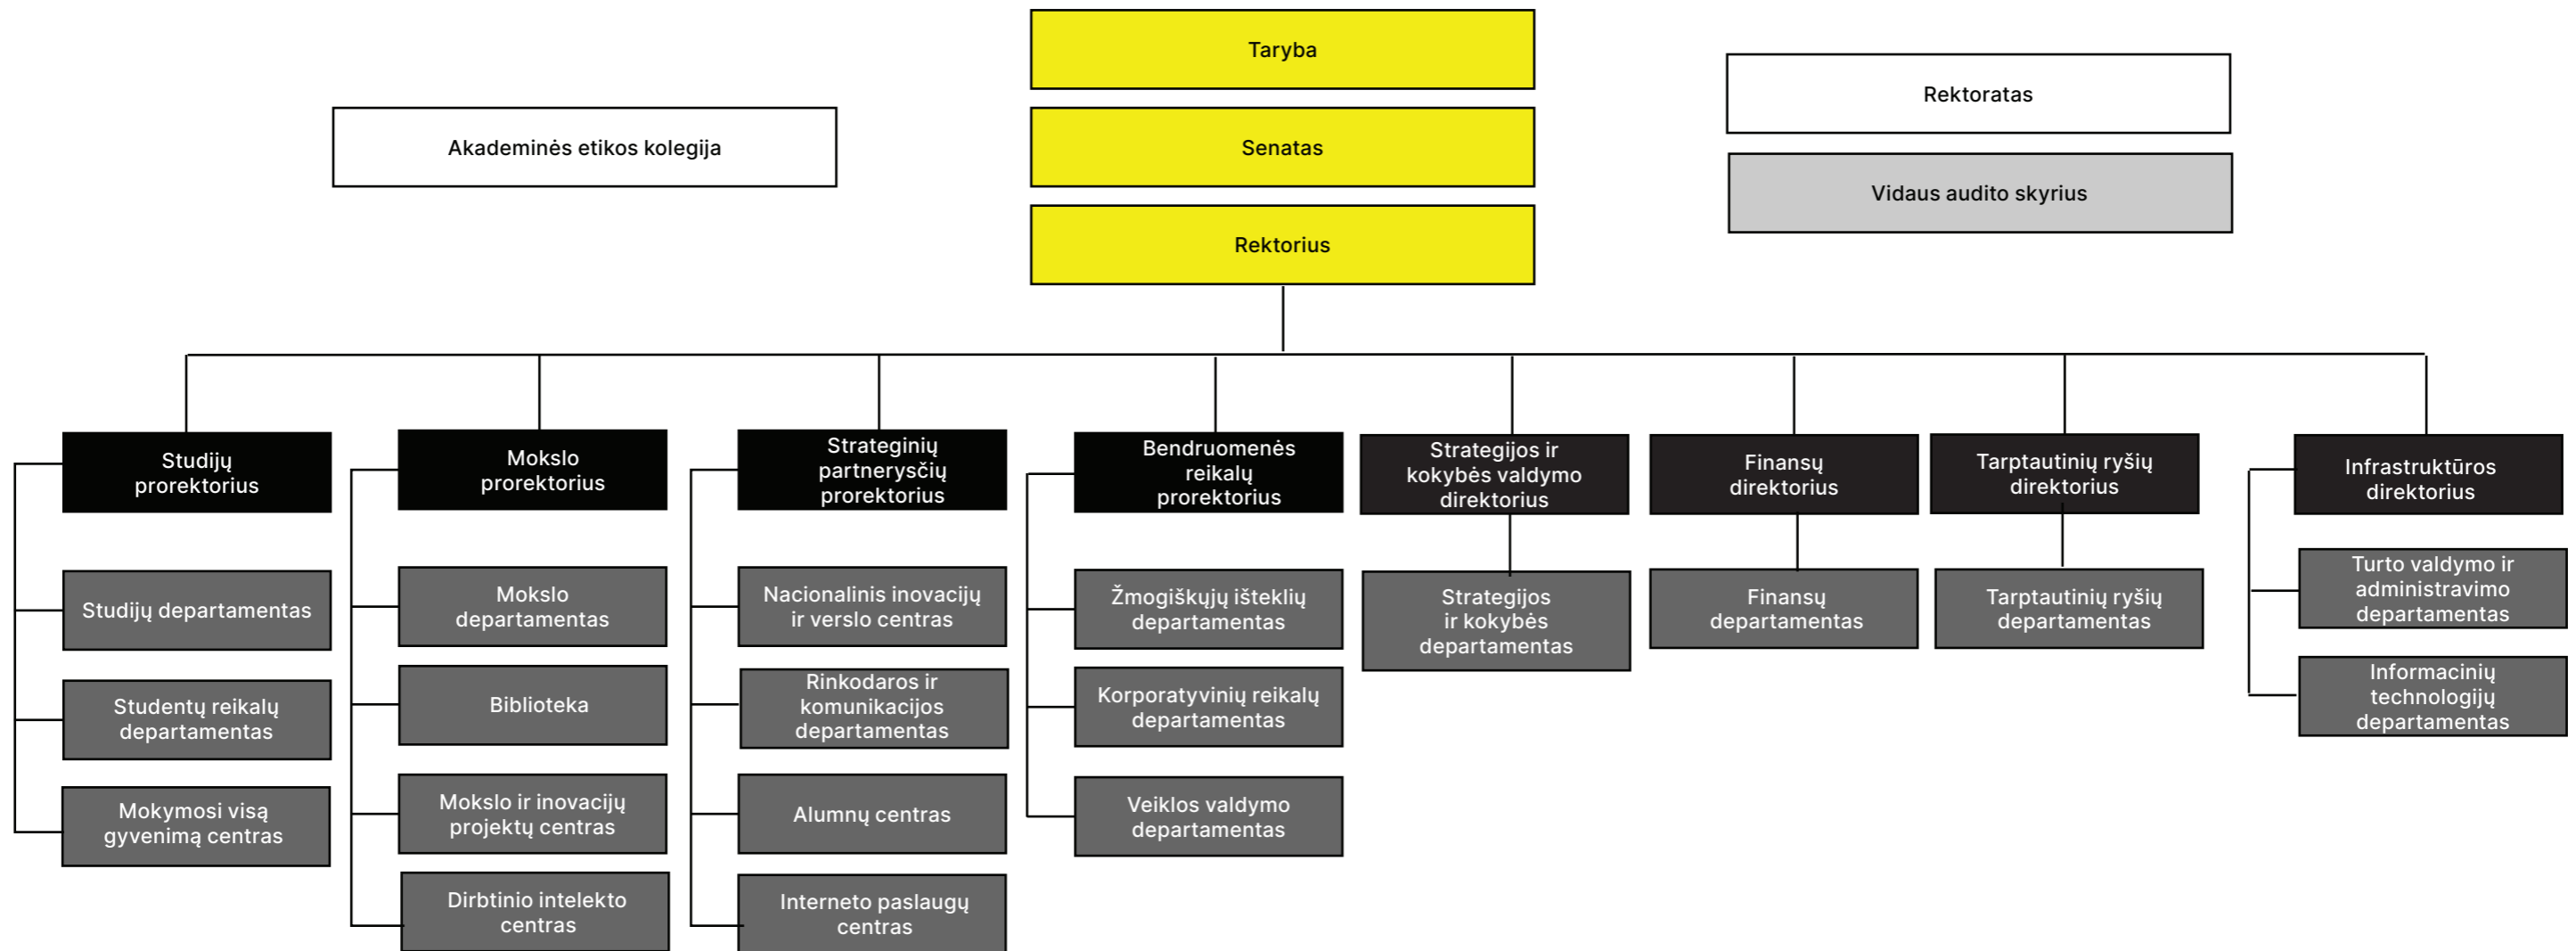 Taryba
Rektoratas
Akademinės etikos kolegija
Senatas
Vidaus audito skyrius
Rektorius
Studijų
prorektorius
Mokslo
prorektorius
Strateginių
partnerysčių
prorektorius
Bendruomenės
reikalų
prorektorius
Strategijos ir
kokybės valdymo
direktorius
Finansų
direktorius
Tarptautinių ryšių
direktorius
Infrastruktūros
direktorius
Studijų departamentas
Studentų reikalų
departamentas
Mokymosi visą
gyvenimą centras
Mokslo
departamentas
Biblioteka
Mokslo ir inovacijų
projektų centras
Dirbtinio intelekto
centras
Nacionalinis inovacijų
ir verslo centras
Rinkodaros ir
komunikacijos
departamentas
Alumnų centras
Interneto paslaugų
centras
Žmogiškųjų išteklių
departamentas
Korporatyvinių reikalų
departamentas
Veiklos valdymo
departamentas
Strategijos
ir kokybės
departamentas
Finansų
departamentas
Tarptautinių ryšių
departamentas
Turto valdymo ir
administravimo
departamentas
Informacinių
technologijų
departamentas